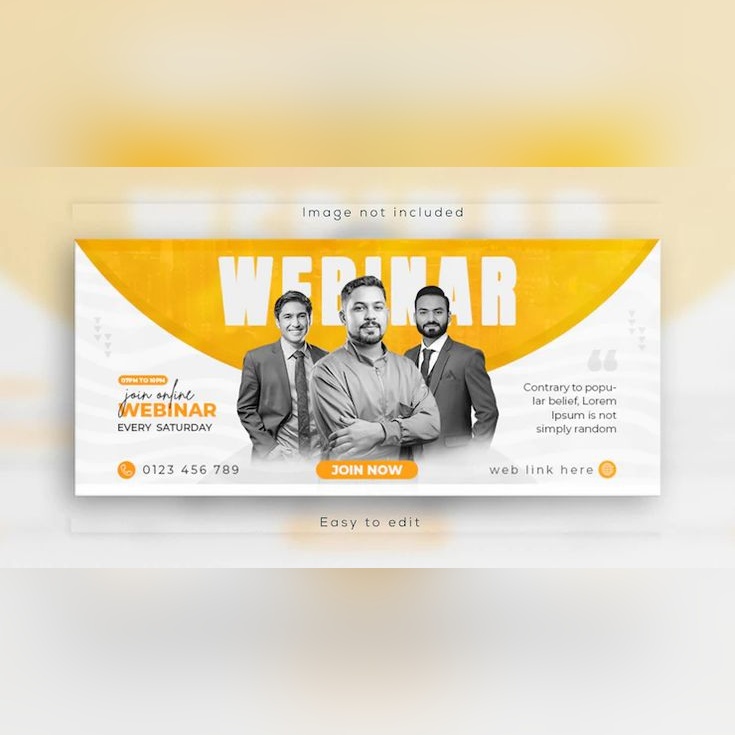 Image not included
WEBINAR
07PM TO 10PM
join online
WEBINAR
EVERY SATURDAY
Contrary to popu-
lar belief, Lorem
Ipsum is not
simply random
0123 456 789
JOIN NOW
web link here
Easy to edit